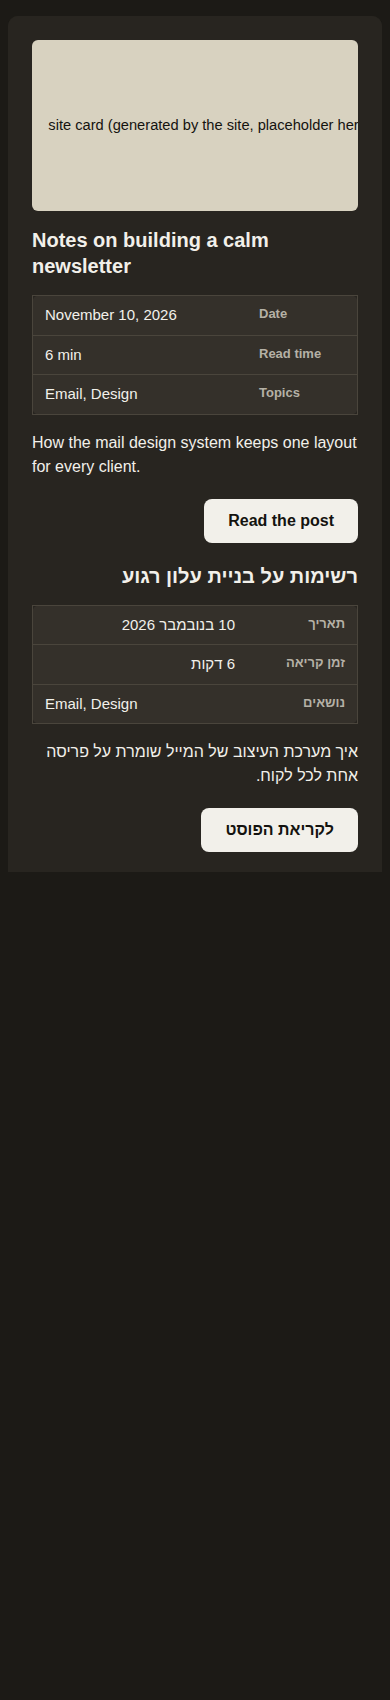 site card (generated by the site, placeholder her
Notes on building a calm
newsletter
November 10, 2026 Date
6 min Read time
Email, Design Topics
How the mail design system keeps one layout
for every client.
Read the post
רשימות על בניית עלון רגוע
תאריך 10 בנובמבר 2026
זמן קריאה 6 דקות
נושאים Email, Design
איך מערכת העיצוב של המייל שומרת על פריסה
אחת לכל לקוח.
לקריאת הפוסט